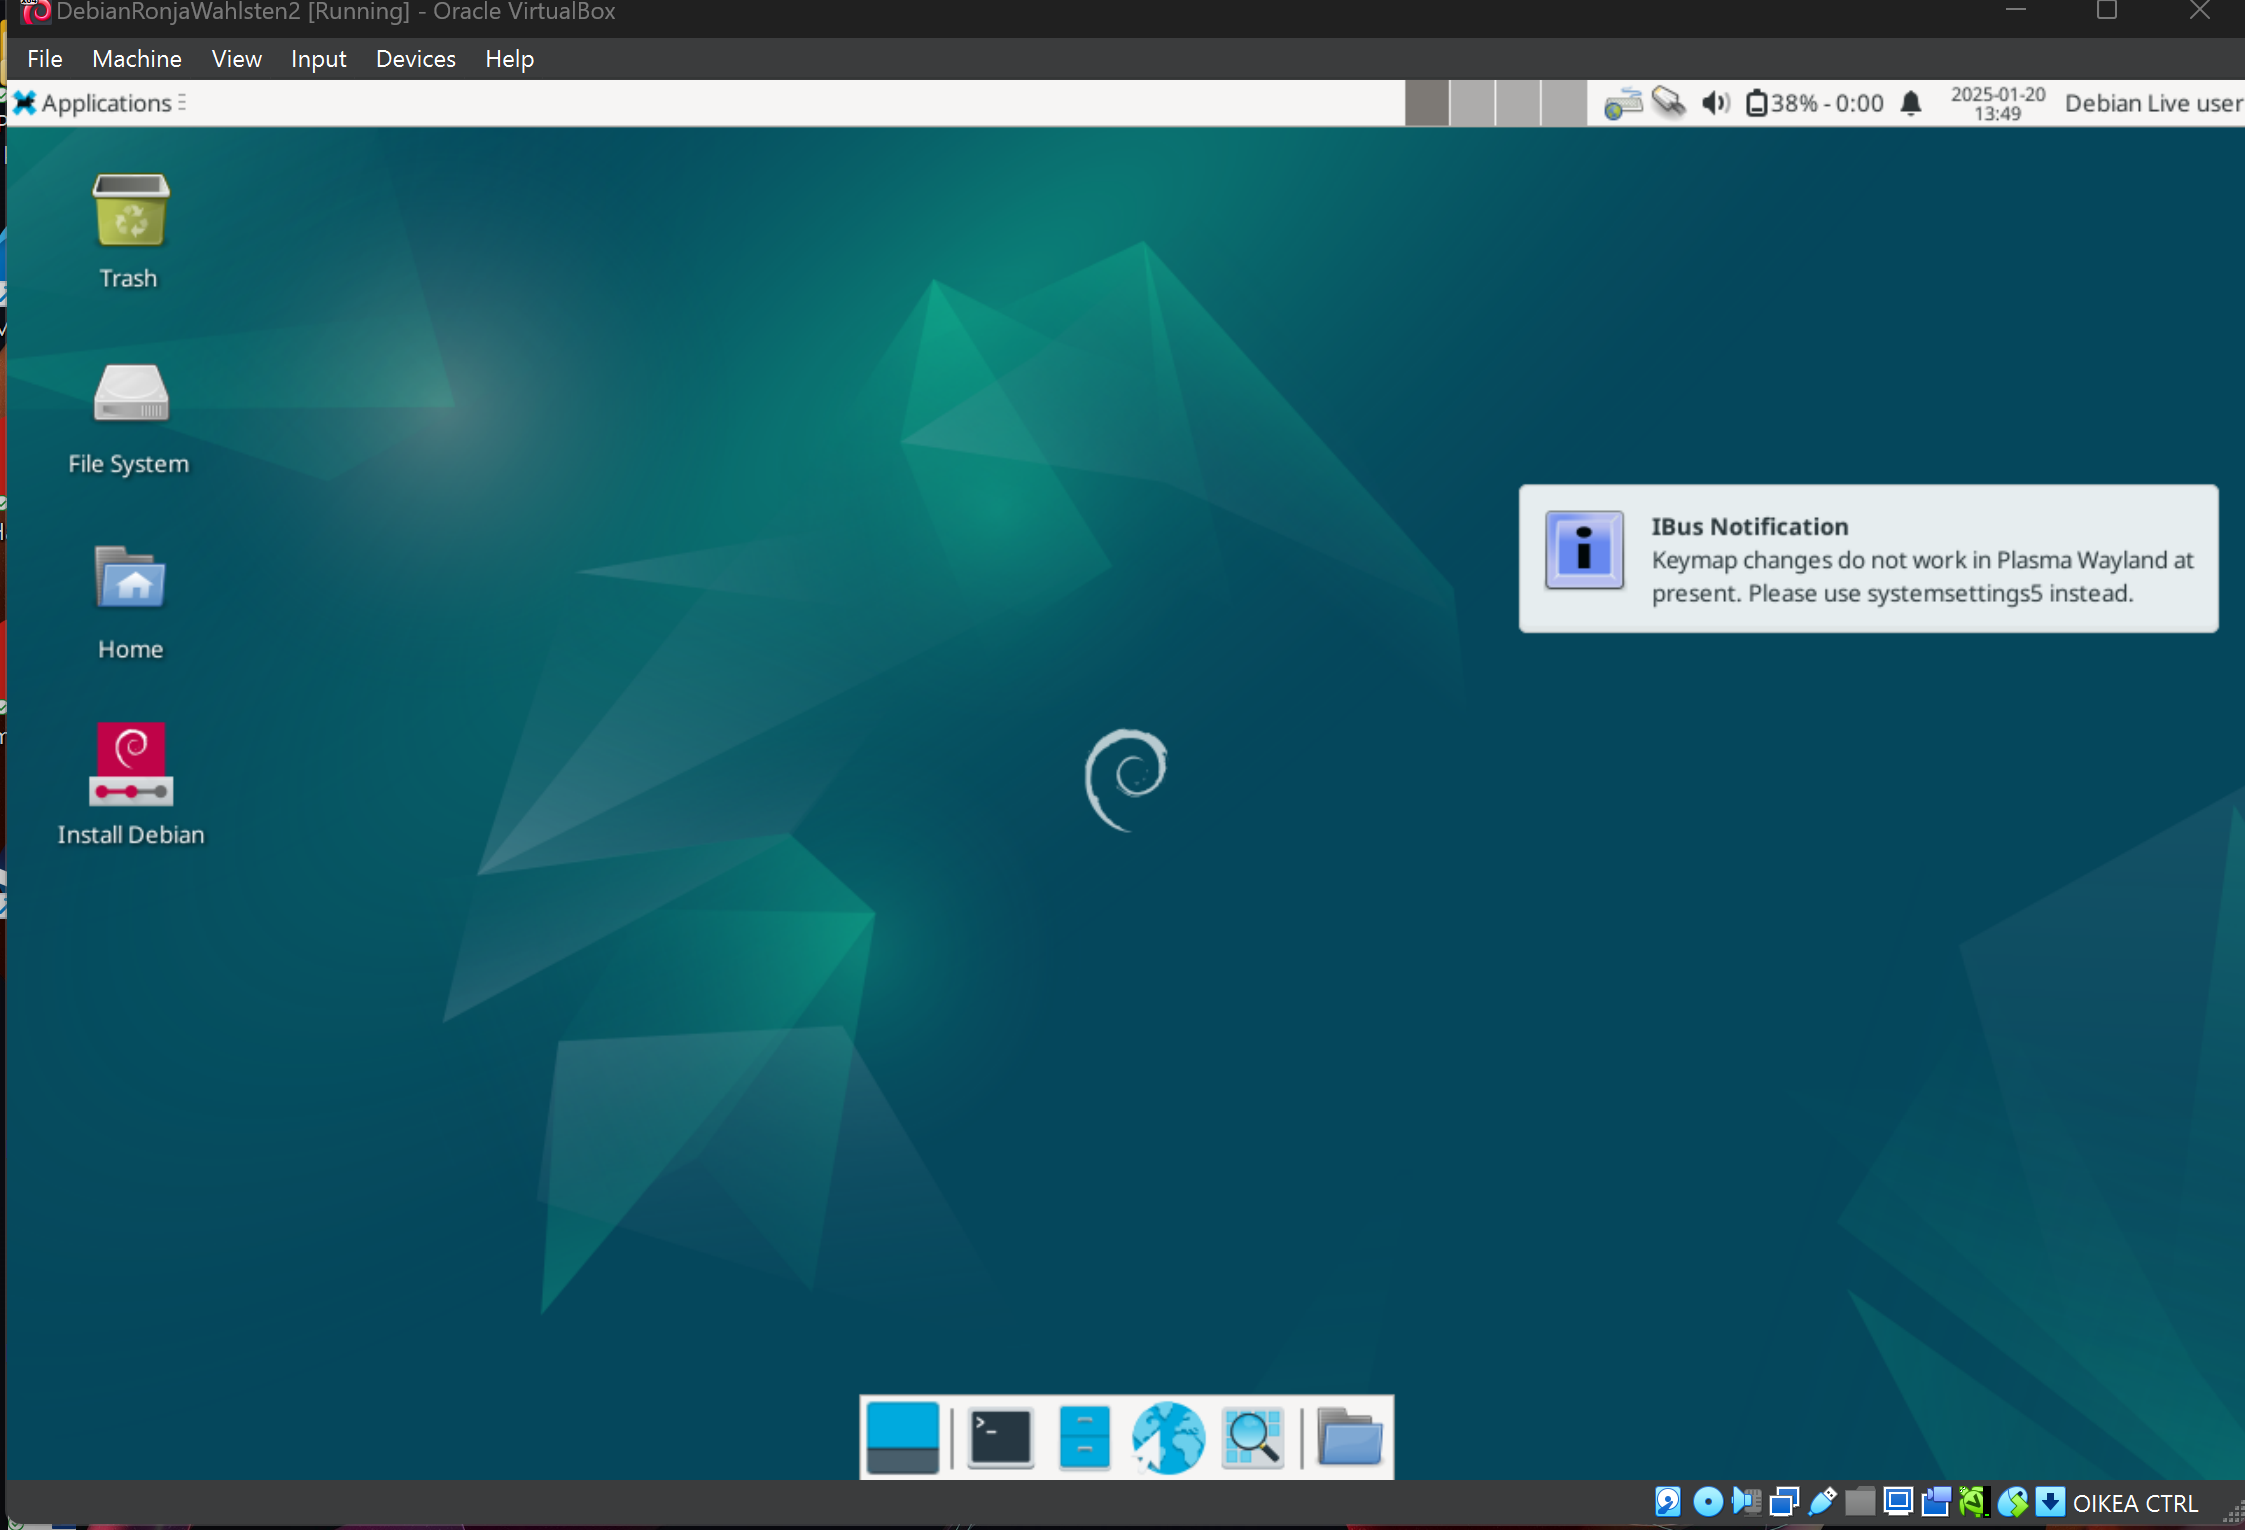 DebianRonjaWahlsten2 [Running] - Oracle VirtualBox
File Machine View Input Devices Help
Applications
38% - 0:00
2025-01-20
13:49
Debian Live user
Trash
File System
Home
Install Debian
IBus Notification
Keymap changes do not work in Plasma Wayland at
present. Please use systemsettings5 instead.
OIKEA CTRL